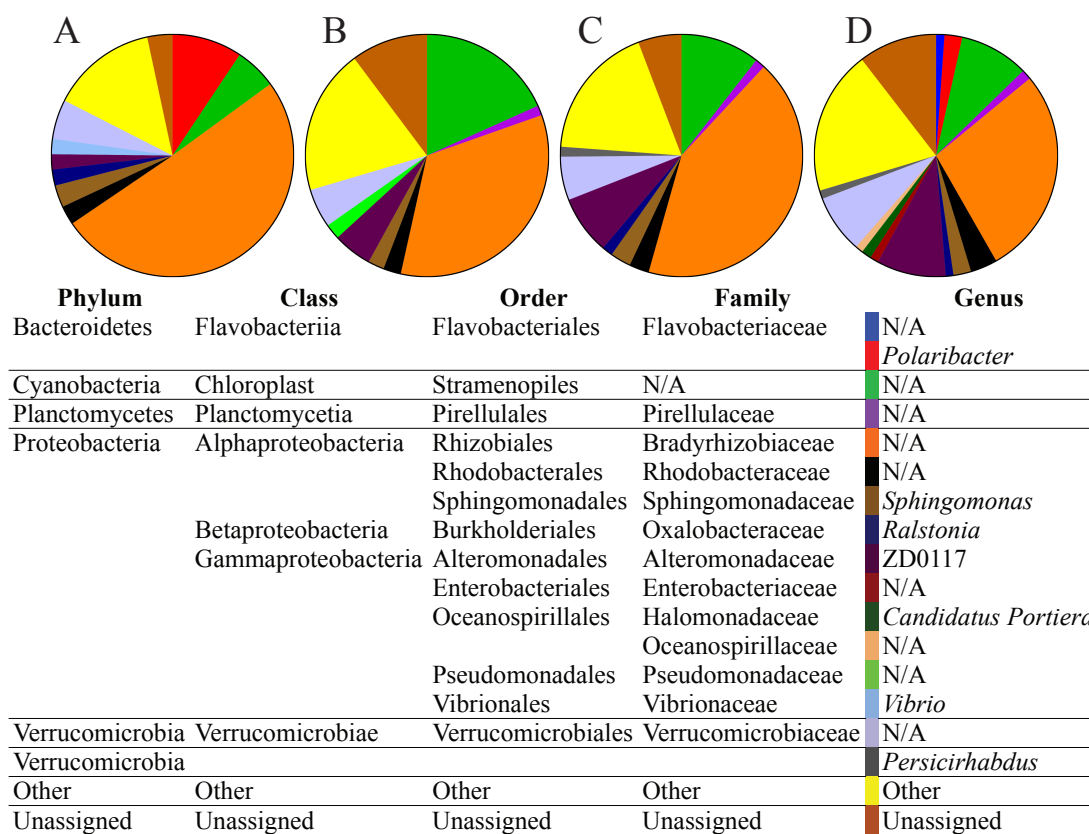 A B C D
Phylum Class Order Family Genus
Bacteroidetes Flavobacteriia Flavobacteriales Flavobacteriaceae N/A
Polaribacter
Cyanobacteria Chloroplast Stramenopiles N/A N/A
Planctomycetes Planctomycetia Pirellulales Pirellulaceae N/A
Proteobacteria Alphaproteobacteria Rhizobiales Bradyrhizobiaceae N/A
Rhodobacterales Rhodobacteraceae N/A
Sphingomonadales Sphingomonadaceae Sphingomonas
Betaproteobacteria Burkholderiales Oxalobacteraceae Ralstonia
Gammaproteobacteria Alteromonadales Alteromonadaceae ZD0117
Enterobacteriales Enterobacteriaceae N/A
Oceanospirillales Halomonadaceae Candidatus Portiera
Oceanospirillaceae N/A
Pseudomonadales Pseudomonadaceae N/A
Vibrionales Vibrionaceae Vibrio
Verrucomicrobia Verrucomicrobiae Verrucomicrobiales Verrucomicrobiaceae N/A
Verrucomicrobia Persicirhabdus
Other Other Other Other Other
Unassigned Unassigned Unassigned Unassigned Unassigned